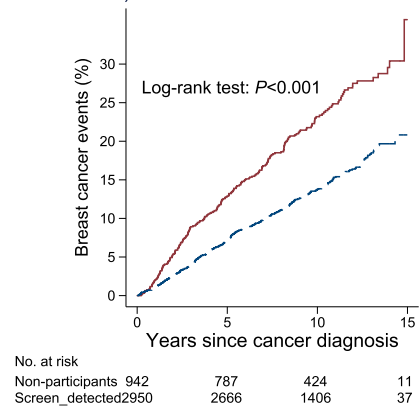 Breast cancer events (%)
30
25
20
15
10
5
0
Log-rank test: P<0.001
0 5 10 15
Years since cancer diagnosis
No. at risk
Non-participants 942 787 424 11
Screen_detected2950 2666 1406 37